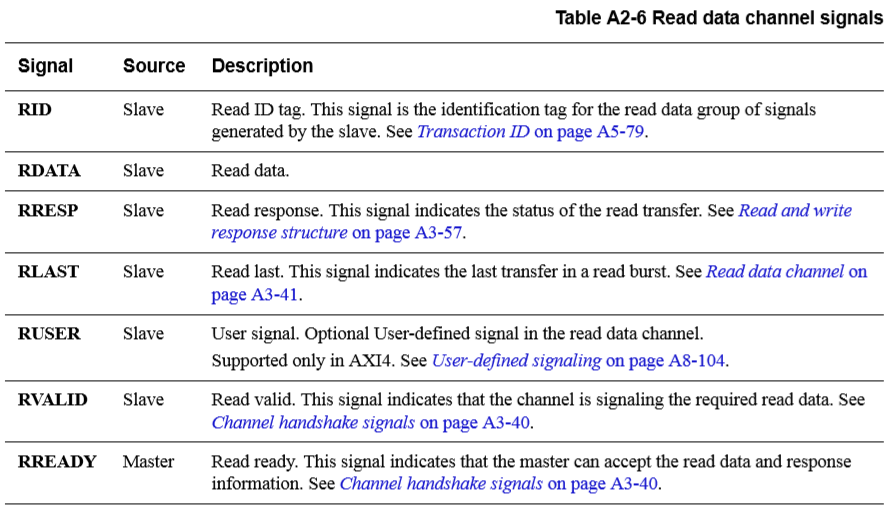 Table A2-6 Read data channel signals
Signal Source Description
RID Slave Read ID tag. This signal is the identification tag for the read data group of signals
generated by the slave. See Transaction ID on page A5-79.
RDATA Slave Read data.
RRESP Slave Read response. This signal indicates the status of the read transfer. See Read and write
response structure on page A3-57.
RLAST Slave Read last. This signal indicates the last transfer in a read burst. See Read data channel on
page A3-41.
RUSER Slave User signal. Optional User-defined signal in the read data channel.
Supported only in AXI4. See User-defined signaling on page A8-104.
RVALID Slave Read valid. This signal indicates that the channel is signaling the required read data. See
Channel handshake signals on page A3-40.
RREADY Master Read ready. This signal indicates that the master can accept the read data and response
information. See Channel handshake signals on page A3-40.